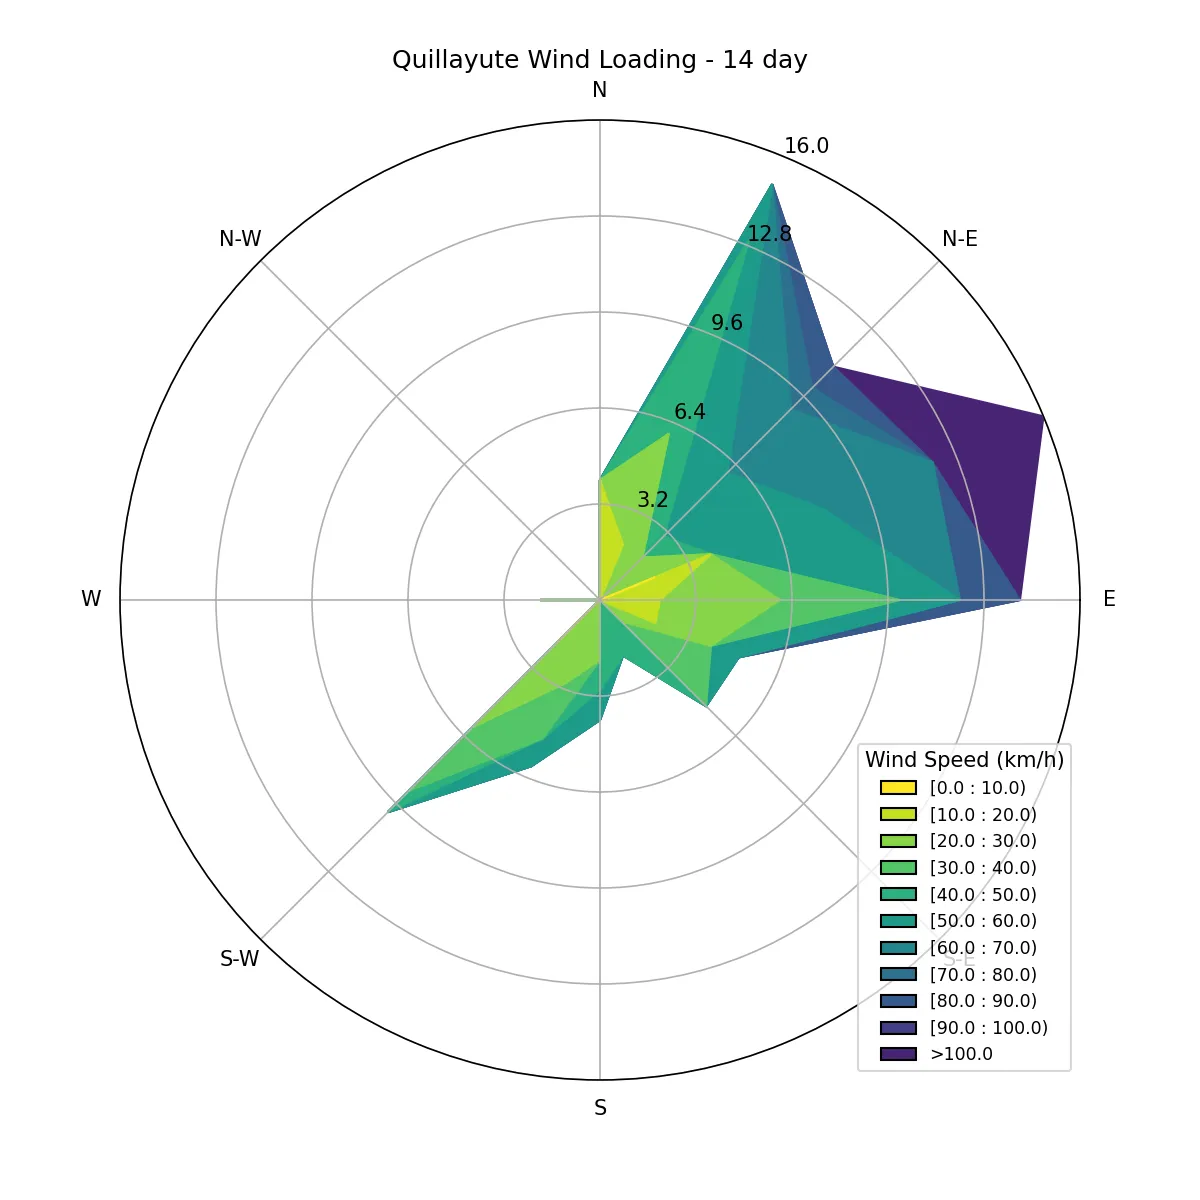 Quillayute Wind Loading - 14 day
N
16.0
N-W
12.8
N-E
9.6
6.4
3.2
W
E
Wind Speed (km/h)
[0.0 : 10.0)
[10.0 : 20.0)
[20.0 : 30.0)
[30.0 : 40.0)
[40.0 : 50.0)
[50.0 : 60.0)
[60.0 : 70.0)
[70.0 : 80.0)
[80.0 : 90.0)
[90.0 : 100.0)
>100.0
S-W
S-E
S